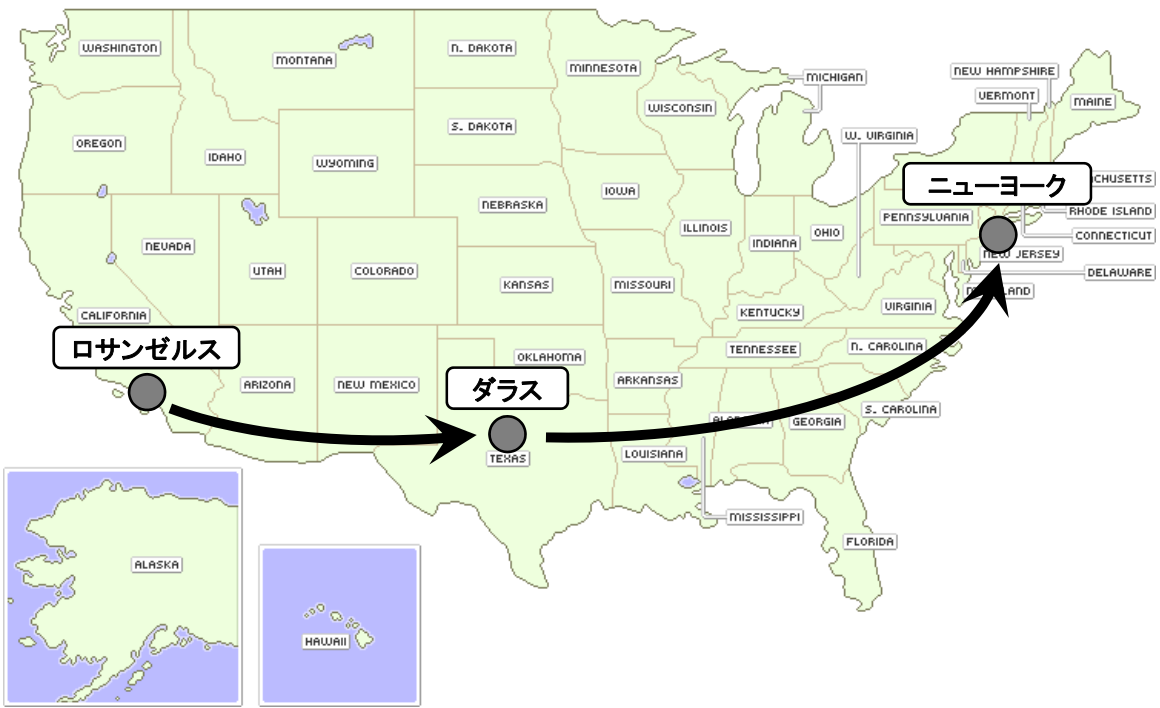 WASHINGTON
MONTANA
N. DAKOTA
MINNESOTA
MICHIGAN
NEW HAMPSHIRE
VERMONT
MAINE
OREGON
IDAHO
WYOMING
S. DAKOTA
WISCONSIN
W. VIRGINIA
ニューヨーク
CHUSETTS
RHODE ISLAND
CONNECTICUT
NEW JERSEY
DELAWARE
NEVADA
UTAH
COLORADO
NEBRASKA
IOWA
ILLINOIS
INDIANA
OHIO
PENNSYLVANIA
KANSAS
MISSOURI
KENTUCKY
VIRGINIA
CALIFORNIA
ロサンゼルス
ARIZONA
NEW MEXICO
OKLAHOMA
ダラス
TEXAS
ARKANSAS
TENNESSEE
N. CAROLINA
S. CAROLINA
GEORGIA
LOUISIANA
MISSISSIPPI
FLORIDA
ALASKA
HAWAII